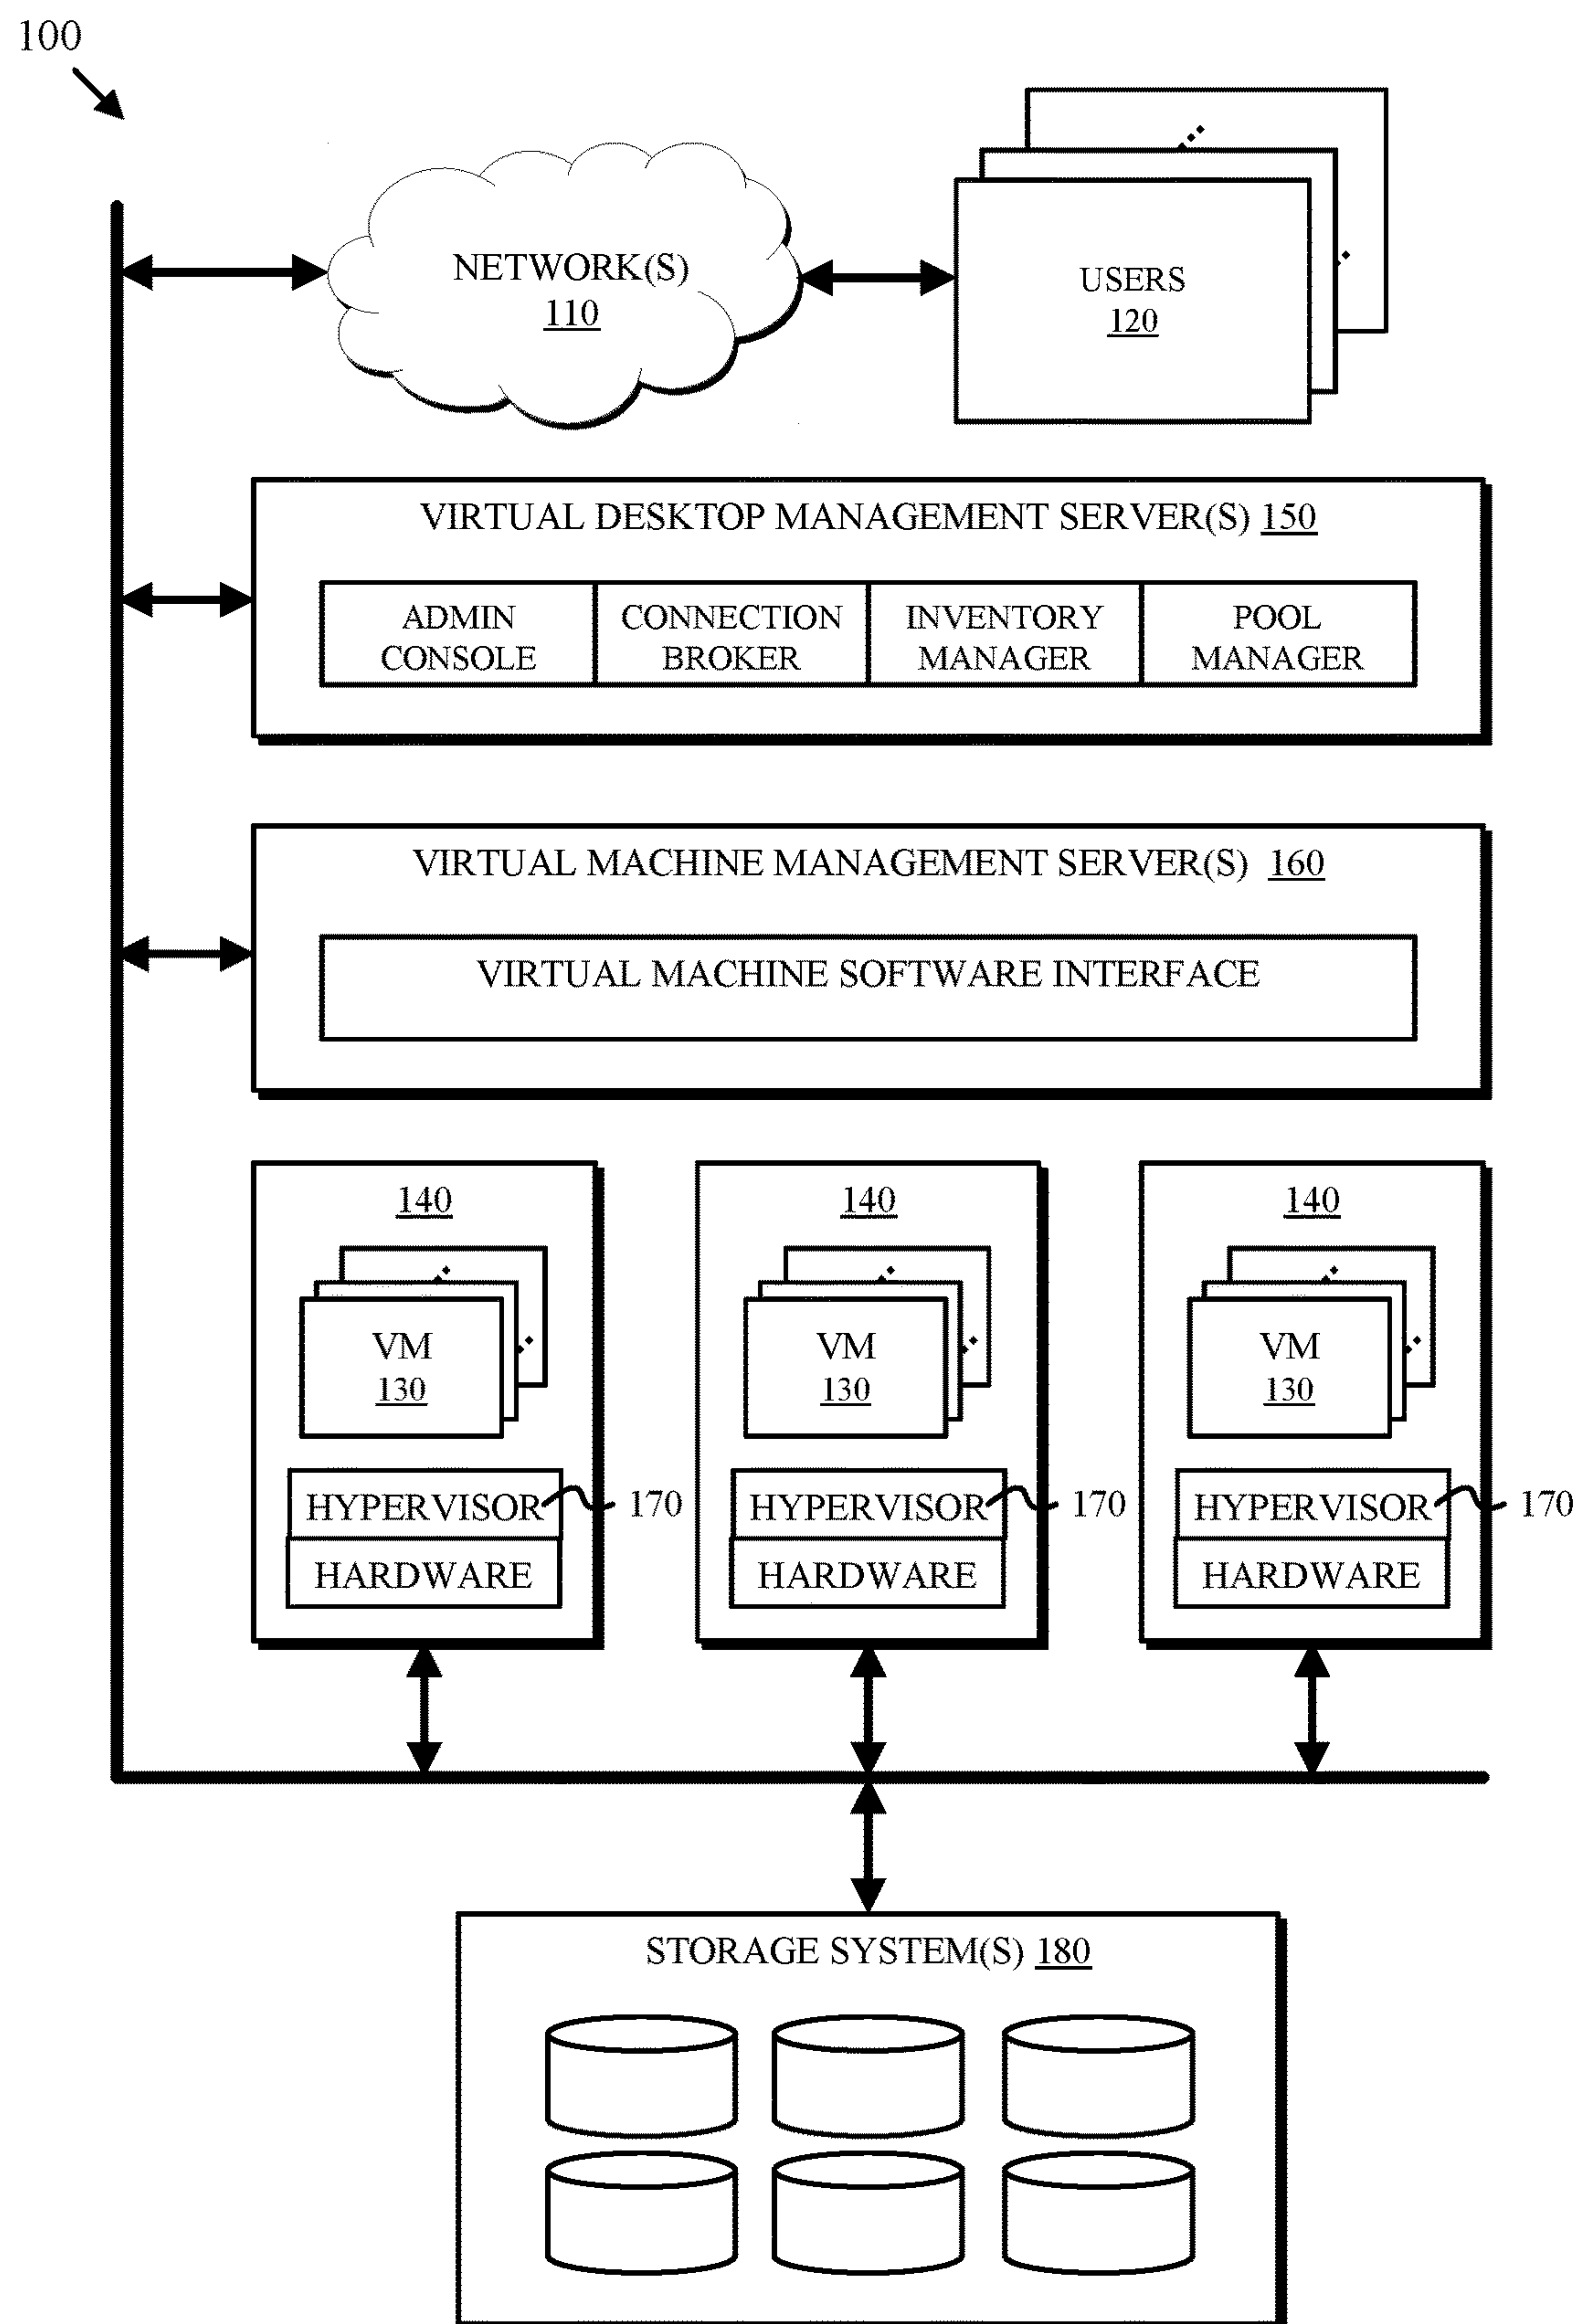 100
NETWORK(S)
110
USERS
120
VIRTUAL DESKTOP MANAGEMENT SERVER(S) 150
ADMIN
CONSOLE
CONNECTION
BROKER
INVENTORY
MANAGER
POOL
MANAGER
VIRTUAL MACHINE MANAGEMENT SERVER(S) 160
VIRTUAL MACHINE SOFTWARE INTERFACE
140
VM
130
HYPERVISOR 170
HARDWARE
140
VM
130
HYPERVISOR 170
HARDWARE
140
VM
130
HYPERVISOR 170
HARDWARE
STORAGE SYSTEM(S) 180